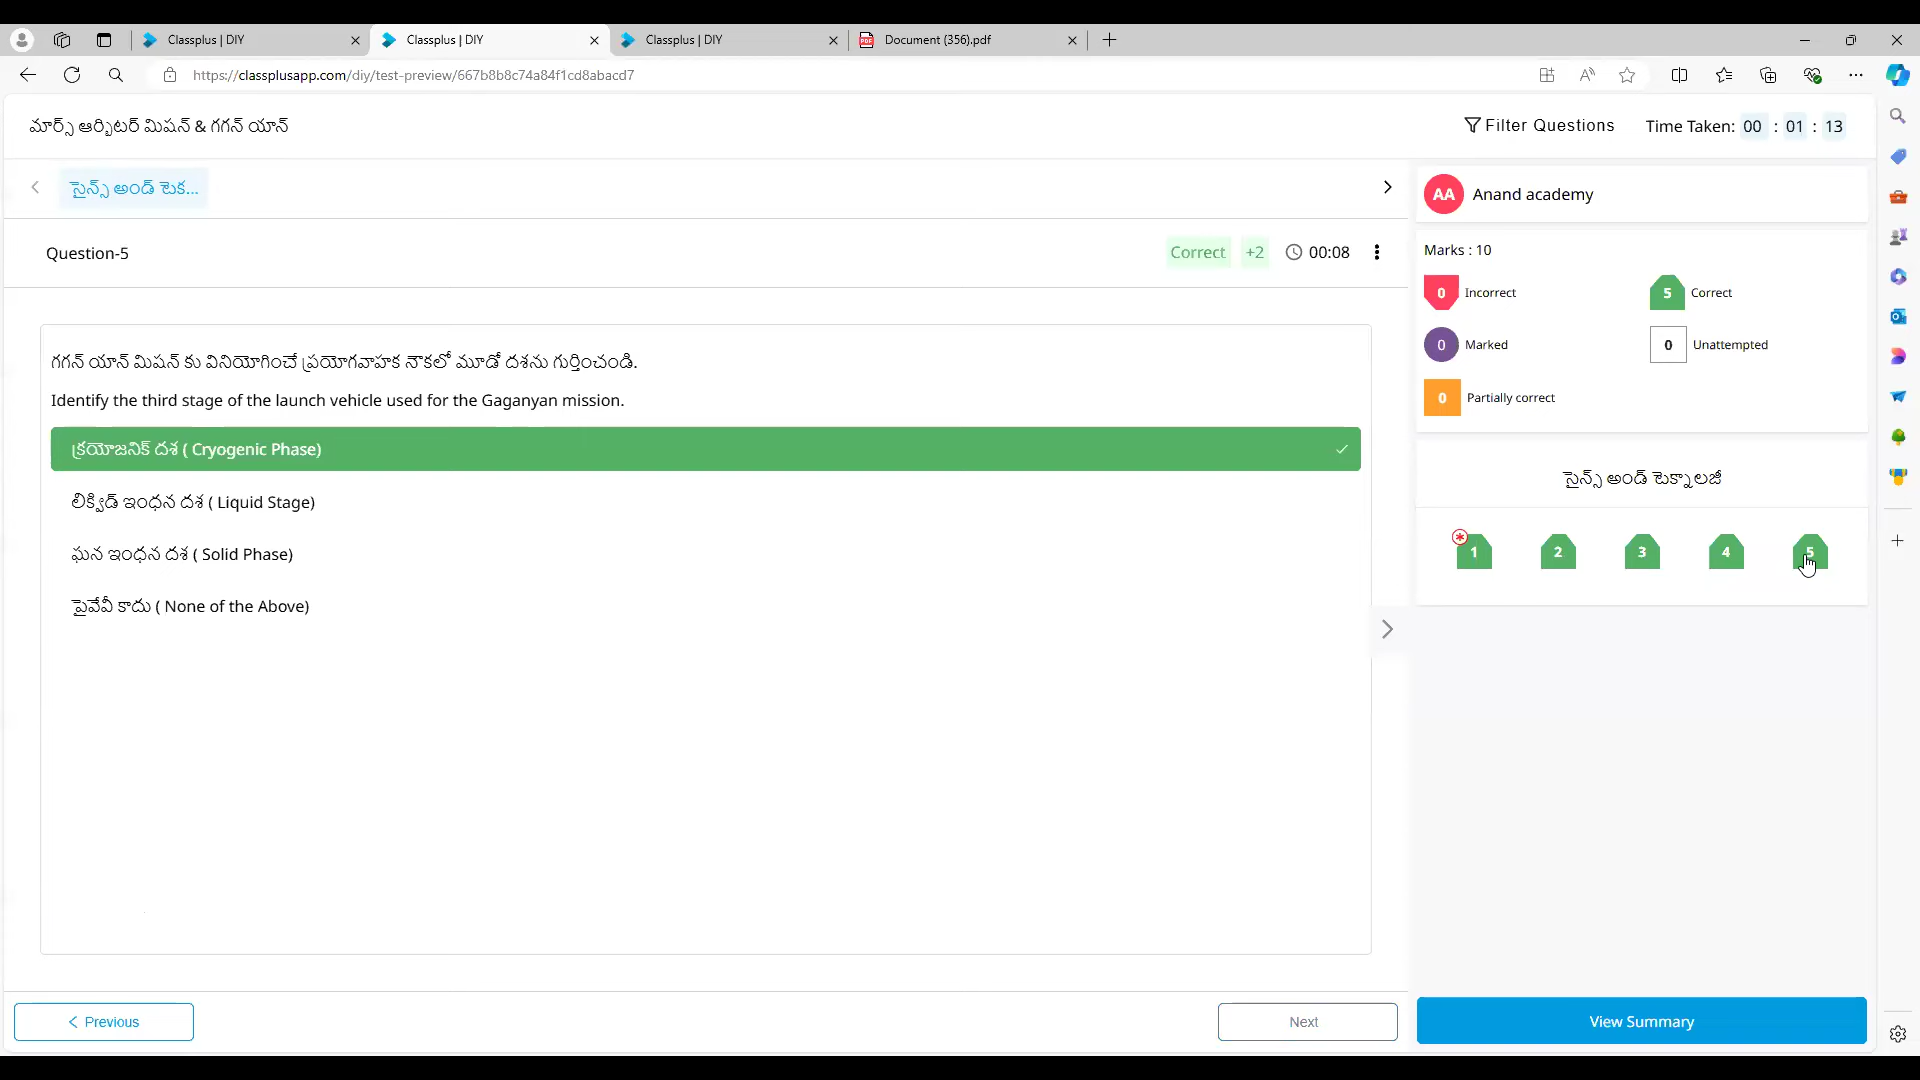 Classplus | DIY
Classplus | DIY
Classplus | DIY
Document (356).pdf
https://classplusapp.com/diy/test-preview/667b8b8c74a84f1cd8abacd7
మార్స్ ఆర్బిటర్ మిషన్ & గగన్ యాన్
Filter Questions
Time Taken: 00 : 01 : 13
సైన్స్ అండ్ టెక...
Question-5
Correct +2 00:08
గగన్ యాన్ మిషన్ కు వినియోగించే ప్రయోగవాహక నౌకలో మూడో దశను గుర్తించండి.
Identify the third stage of the launch vehicle used for the Gaganyan mission.
క్రయోజనిక్ దశ ( Cryogenic Phase)
లిక్విడ్ ఇంధన దశ ( Liquid Stage)
ఘన ఇంధన దశ ( Solid Phase)
పైవేవీ కాదు ( None of the Above)
Previous
Next
AA Anand academy
Marks : 10
0 Incorrect
5 Correct
0 Marked
0 Unattempted
0 Partially correct
సైన్స్ అండ్ టెక్నాలజీ
1 2 3 4 5
View Summary